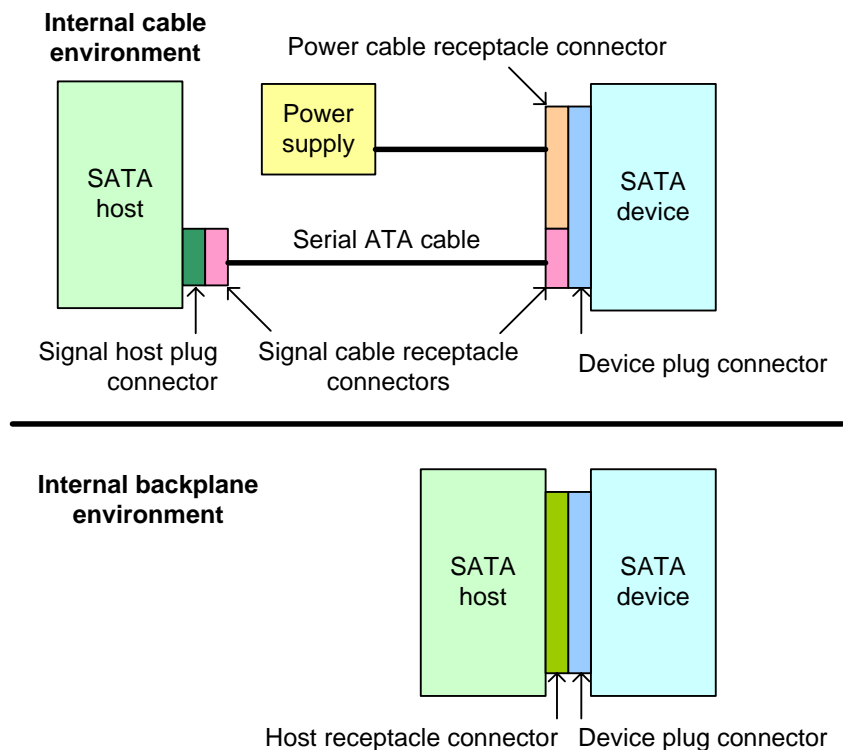 Internal cable
environment
Power cable receptacle connector
Power
supply
SATA
host
SATA
device
Serial ATA cable
Signal host plug
connector
Signal cable receptacle
connectors
Device plug connector
Internal backplane
environment
SATA
host
SATA
device
Host receptacle connector
Device plug connector